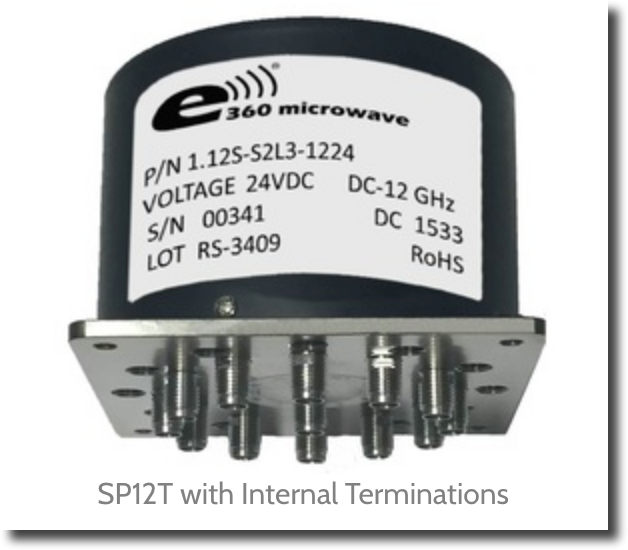 e
®
360 microwave
P/N 1.12S-S2L3-1224
VOLTAGE 24VDC DC-12 GHz
S/N 00341 DC 1533
LOT RS-3409 RoHS
SP12T with Internal Terminations